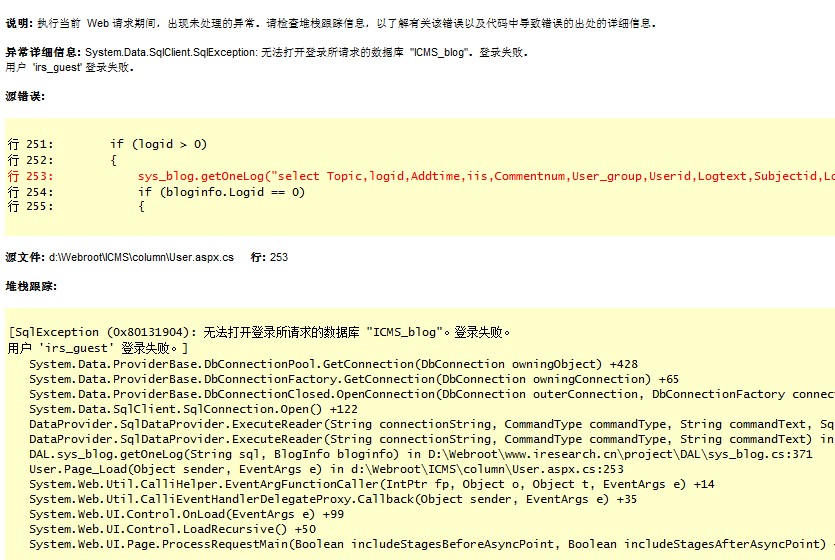 说明: 执行当前 Web 请求期间，出现未处理的异常。请检查堆栈跟踪信息，以了解有关该错误以及代码中导致错误的出处的详细信息。
异常详细信息: System.Data.SqlClient.SqlException: 无法打开登录所请求的数据库 "ICMS_blog"。登录失败。
用户 'irs_guest' 登录失败。
源错误:
行 251:        if (logid > 0)
行 252:        {
行 253:            sys_blog.getOneLog("select Topic,logid,Addtime,iis,Commentnum,User_group,Userid,Logtext,Subjectid,Lo
行 254:            if (bloginfo.Logid == 0)
行 255:            {
源文件: d:\Webroot\ICMS\column\User.aspx.cs    行: 253
堆栈跟踪:
[SqlException (0x80131904): 无法打开登录所请求的数据库 "ICMS_blog"。登录失败。
用户 'irs_guest' 登录失败。]
   System.Data.ProviderBase.DbConnectionPool.GetConnection(DbConnection owningObject) +428
   System.Data.ProviderBase.DbConnectionFactory.GetConnection(DbConnection owningConnection) +65
   System.Data.ProviderBase.DbConnectionClosed.OpenConnection(DbConnection outerConnection, DbConnectionFactory connec
   System.Data.SqlClient.SqlConnection.Open() +122
   DataProvider.SqlDataProvider.ExecuteReader(String connectionString, CommandType commandType, String commandText, Sq
   DataProvider.SqlDataProvider.ExecuteReader(String connectionString, CommandType commandType, String commandText) in
   DAL.sys_blog.getOneLog(String sql, BlogInfo bloginfo) in D:\Webroot\www.iresearch.cn\project\DAL\sys_blog.cs:371
   User.Page_Load(Object sender, EventArgs e) in d:\Webroot\ICMS\column\User.aspx.cs:253
   System.Web.Util.CalliHelper.EventArgFunctionCaller(IntPtr fp, Object o, Object t, EventArgs e) +14
   System.Web.Util.CalliEventHandlerDelegateProxy.Callback(Object sender, EventArgs e) +35
   System.Web.UI.Control.OnLoad(EventArgs e) +99
   System.Web.UI.Control.LoadRecursive() +50
   System.Web.UI.Page.ProcessRequestMain(Boolean includeStagesBeforeAsyncPoint, Boolean includeStagesAfterAsyncPoint)